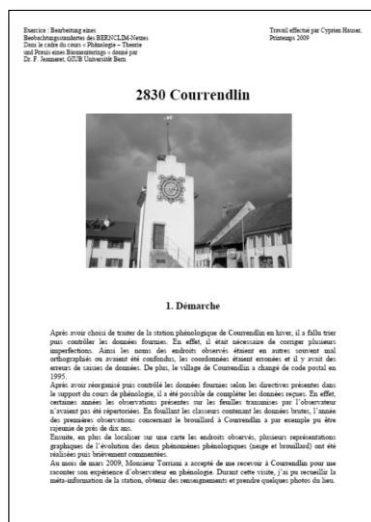 Exercice : Bearbeitung eines
Beobachtungsstandortes des BERNCLIM-Netzes
Dans le cadre du cours « Phänologie – Theorie
und Praxis eines Biomonitorings » donné par
Dr. F. Jeanneret, GIUB Universität Bern
Travail effectué par Cyprien Hauser,
Printemps 2009
2830 Courrendlin
1. Démarche
Après avoir choisi de traiter de la station phénologique de Courrendlin en hiver, il a fallu trier
puis contrôler les données fournies. En effet, il était nécessaire de corriger plusieurs
imperfections. Ainsi les noms des endroits observés étaient en autres souvent mal
orthographiés ou avaient été confondus, les coordonnées étaient erronées et il y avait des
erreurs de saisies de données. De plus, le village de Courrendlin a changé de code postal en
1995.
Après avoir réorganisé puis contrôlé les données fournies selon les directives présentes dans
le support du cours de phénologie, il a été possible de compléter les données reçues. En effet,
certaines années les observations présentes sur les feuilles transmises par l'observateur
n'avaient pas été répertoriées. En fouillant les classeurs contenant les données brutes, l'année
des premières observations concernant le brouillard à Courrendlin a par exemple pu être
rajeunie de près de dix ans.
Ensuite, en plus de localiser sur une carte les endroits observés, plusieurs représentations
graphiques de l'évolution des deux phénomènes phénologiques (neige et brouillard) ont été
réalisées puis brièvement commentées.
Au mois de mars 2009, Monsieur Torriani a accepté de me recevoir à Courrendlin pour me
raconter son expérience d'observateur en phénologie. Durant cette visite, j'ai pu recueillir la
méta-information de la station, obtenir des renseignements et prendre quelques photos du lieu.